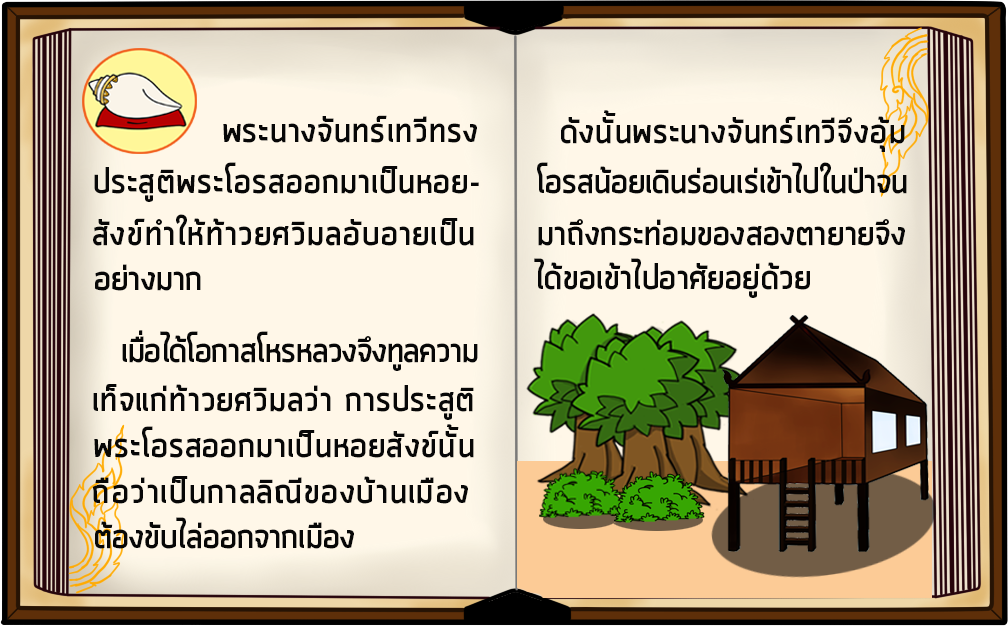 พระนางจันทร์เทวีทรง
ประสูติพระโอรสออกมาเป็นหอย-
สังข์ทำให้ท้าวยศวิมลอับอายเป็น
อย่างมาก
เมื่อได้โอกาสโหรหลวงจึงทูลความ
เท็จแก่ท้าวยศวิมลว่า การประสูติ
พระโอรสออกมาเป็นหอยสังข์นั้น
ถือว่าเป็นกาลลิณีของบ้านเมือง
ต้องขับไล่ออกจากเมือง
ดังนั้นพระนางจันทร์เทวีจึงอุ้ม
โอรสน้อยเดินร่อนเร่เข้าไปในป่าจน
มาถึงกระท่อมของสองตายายจึง
ได้ขอเข้าไปอาศัยอยู่ด้วย